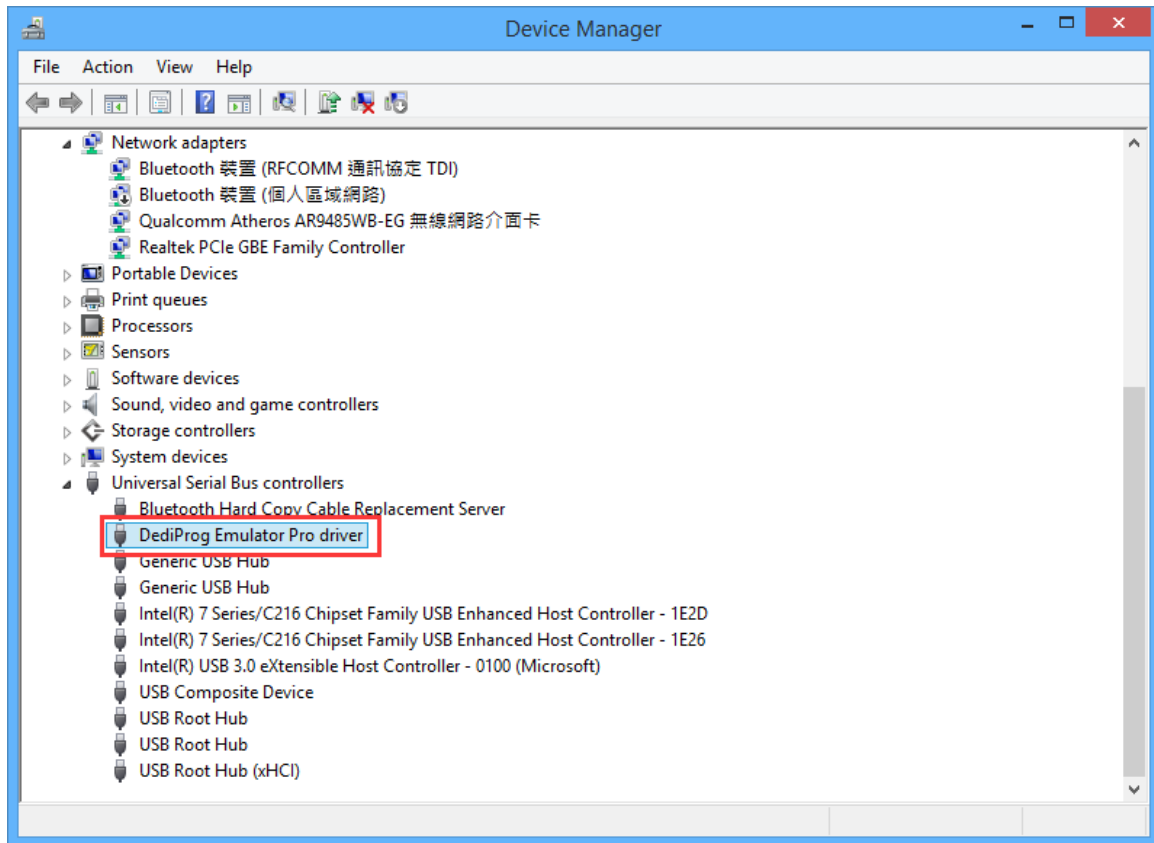 Device Manager
File Action View Help
Network adapters
Bluetooth 裝置 (RFCOMM 通訊協定 TDI)
Bluetooth 裝置 (個人區域網路)
Qualcomm Atheros AR9485WB-EG 無線網路介面卡
Realtek PCIe GBE Family Controller
Portable Devices
Print queues
Processors
Sensors
Software devices
Sound, video and game controllers
Storage controllers
System devices
Universal Serial Bus controllers
Bluetooth Hard Copy Cable Replacement Server
DediProg Emulator Pro driver
Generic USB Hub
Generic USB Hub
Intel(R) 7 Series/C216 Chipset Family USB Enhanced Host Controller - 1E2D
Intel(R) 7 Series/C216 Chipset Family USB Enhanced Host Controller - 1E26
Intel(R) USB 3.0 eXtensible Host Controller - 0100 (Microsoft)
USB Composite Device
USB Root Hub
USB Root Hub
USB Root Hub (xHCI)